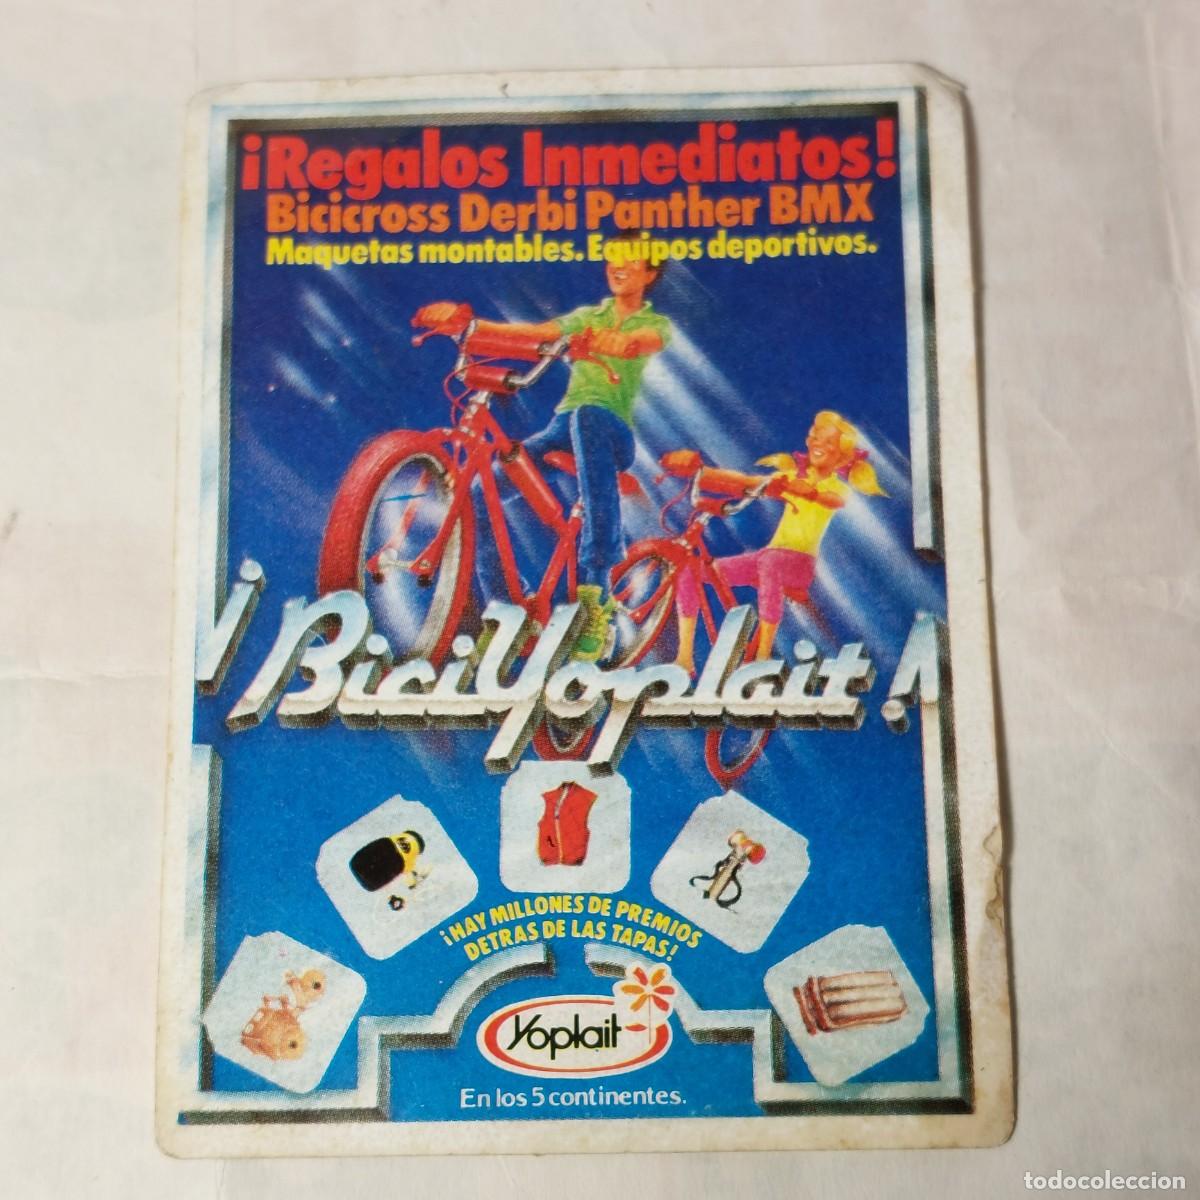 ¡Regalos Inmediatos!
Bicicross Derbi Panther BMX
Maquetas montables. Equipos deportivos.
¡BiciYoplait!
¡HAY MILLONES DE PREMIOS
DETRAS DE LAS TAPAS!
Yoplait
En los 5 continentes.
todocoleccion